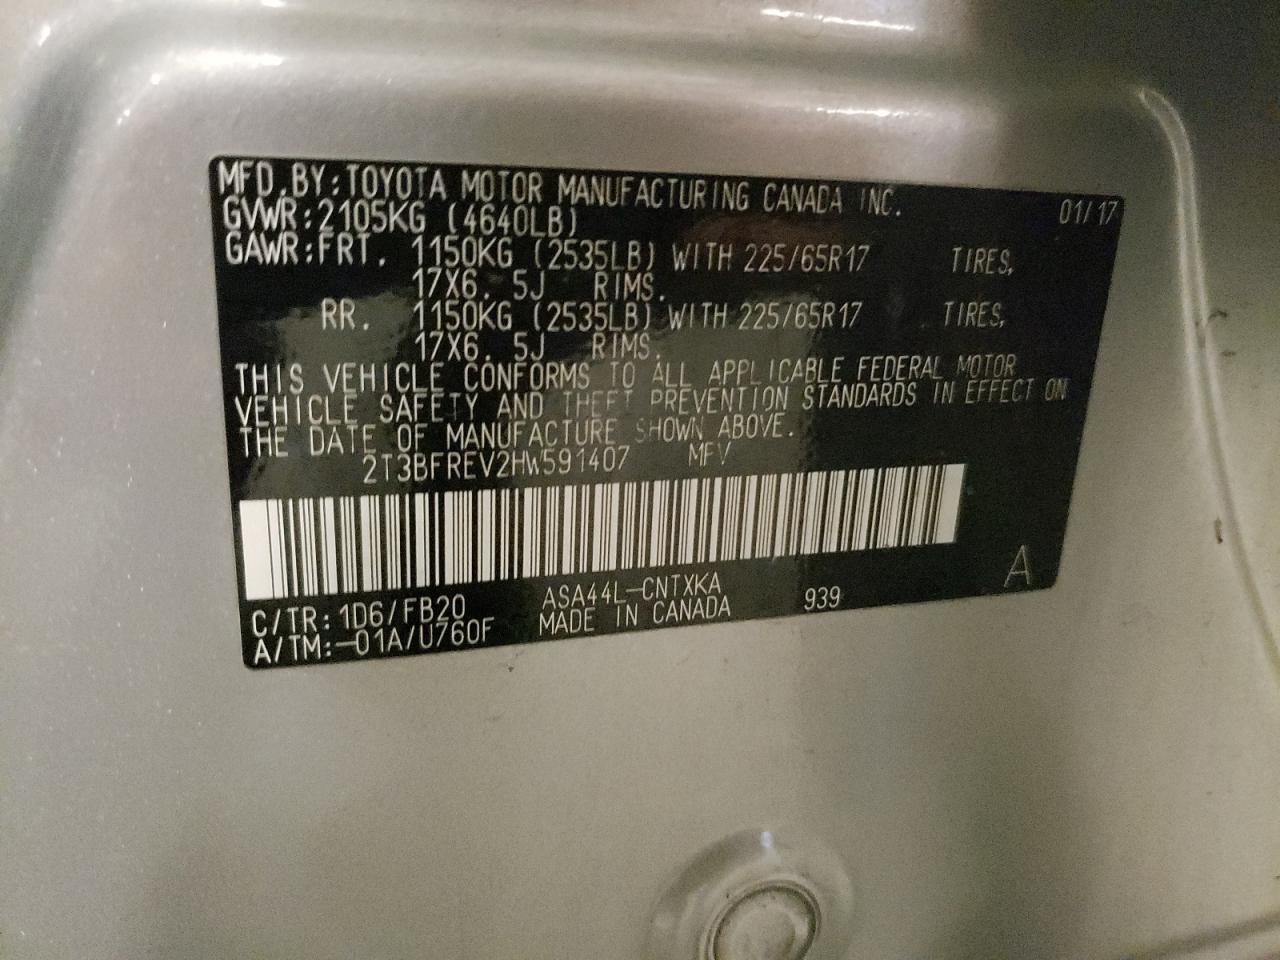 MFD.BY:TOYOTA MOTOR MANUFACTURING CANADA INC. 01/17
GVWR:2105KG (4640LB)
GAWR:FRT. 1150KG (2535LB) WITH 225/65R17 TIRES,
17X6.5J RIMS.
RR. 1150KG (2535LB) WITH 225/65R17 TIRES,
17X6.5J RIMS.
THIS VEHICLE CONFORMS TO ALL APPLICABLE FEDERAL MOTOR
VEHICLE SAFETY AND THEFT PREVENTION STANDARDS IN EFFECT ON
THE DATE OF MANUFACTURE SHOWN ABOVE.
2T3BFREV2HW591407 MFV
C/TR:1D6/FB20 ASA44L-CNTXKA 939 A
A/TM:-01A/U760F MADE IN CANADA